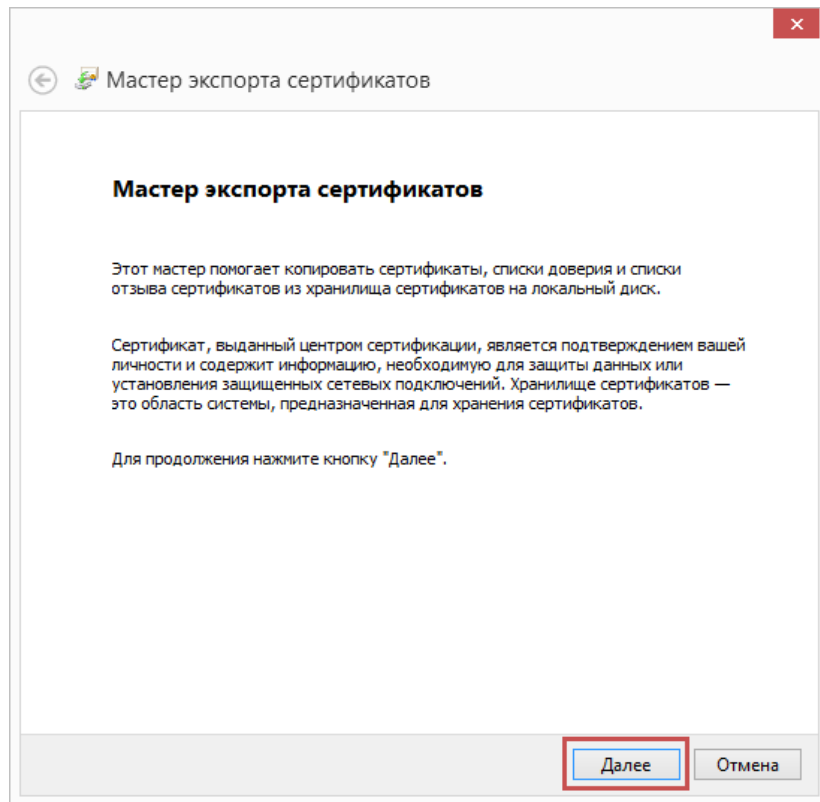 Мастер экспорта сертификатов
Мастер экспорта сертификатов
Этот мастер помогает копировать сертификаты, списки доверия и списки
отзыва сертификатов из хранилища сертификатов на локальный диск.
Сертификат, выданный центром сертификации, является подтверждением вашей
личности и содержит информацию, необходимую для защиты данных или
установления защищенных сетевых подключений. Хранилище сертификатов —
это область системы, предназначенная для хранения сертификатов.
Для продолжения нажмите кнопку "Далее".
Далее
Отмена